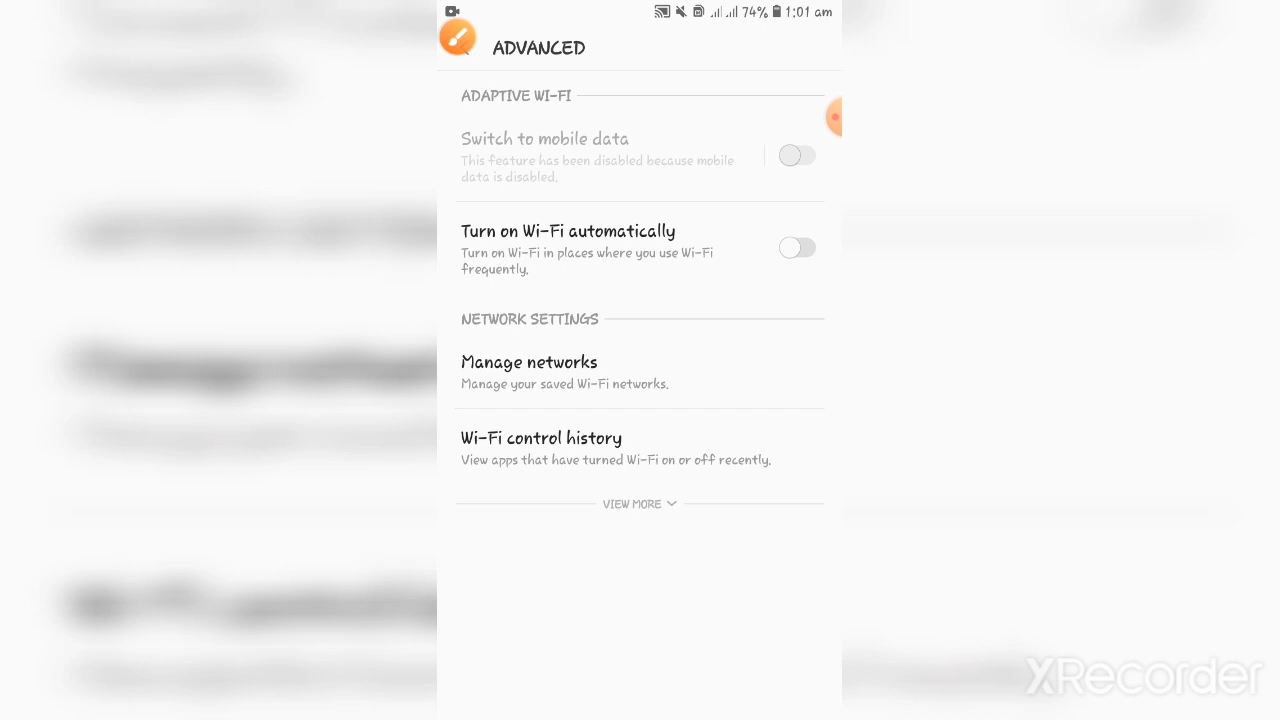 74% 1:01 am
ADVANCED
ADAPTIVE WI-FI
Switch to mobile data
This feature has been disabled because mobile
data is disabled.
Turn on Wi-Fi automatically
Turn on Wi-Fi in places where you use Wi-Fi
frequently.
NETWORK SETTINGS
Manage networks
Manage your saved Wi-Fi networks.
Wi-Fi control history
View apps that have turned Wi-Fi on or off recently.
VIEW MORE
XRecorder